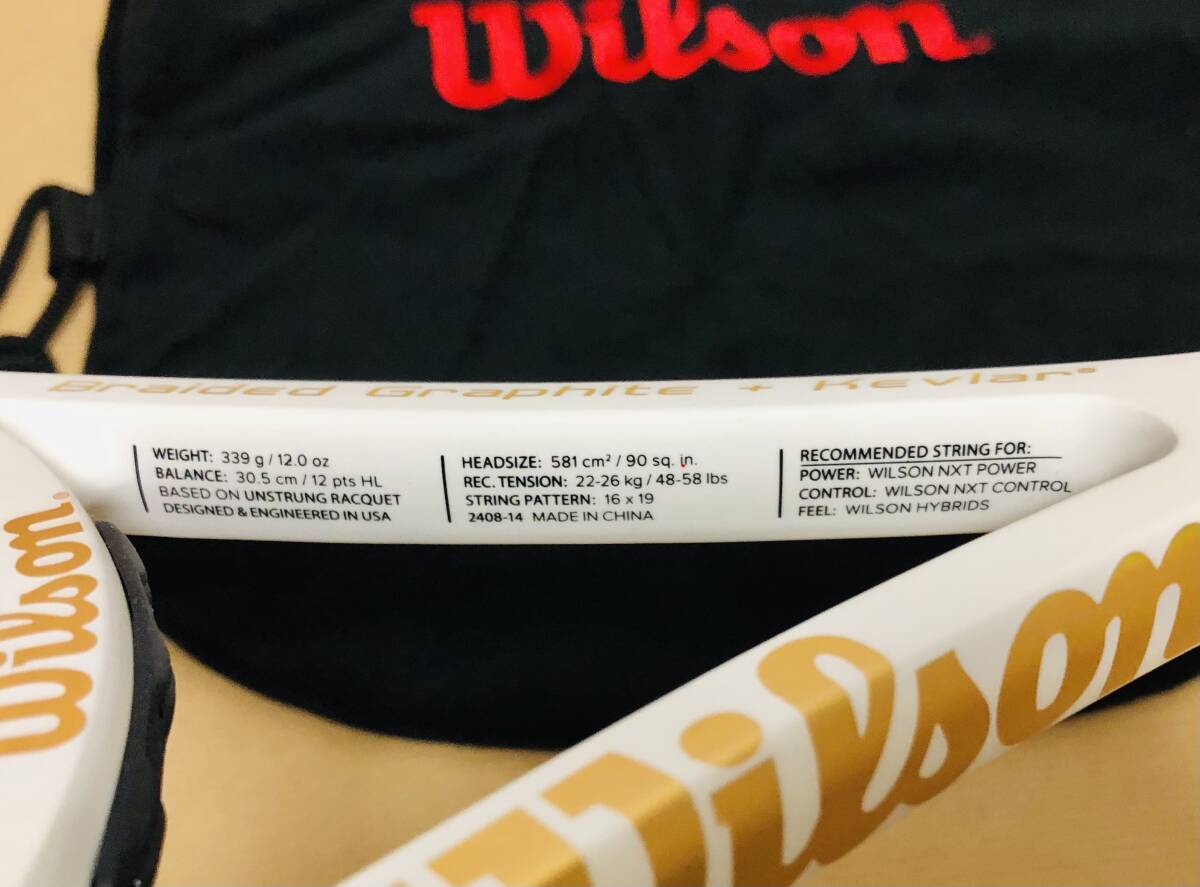 Wilson
Braided Graphite + Kevlar®
WEIGHT: 339 g / 12.0 oz
BALANCE: 30.5 cm / 12 pts HL
BASED ON UNSTRUNG RACQUET
DESIGNED & ENGINEERED IN USA
HEADSIZE: 581 cm² / 90 sq. in.
REC. TENSION: 22-26 kg / 48-58 lbs
STRING PATTERN: 16 x 19
2408-14 MADE IN CHINA
RECOMMENDED STRING FOR:
POWER: WILSON NXT POWER
CONTROL: WILSON NXT CONTROL
FEEL: WILSON HYBRIDS
Wilson.
Wilson